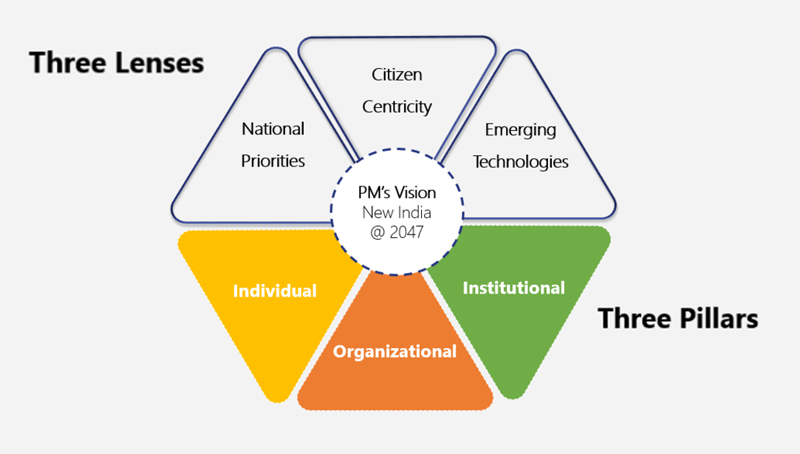 Three Lenses
Citizen
Centricity
National
Priorities
Emerging
Technologies
PM's Vision
New India
@ 2047
Individual
Institutional
Organizational
Three Pillars